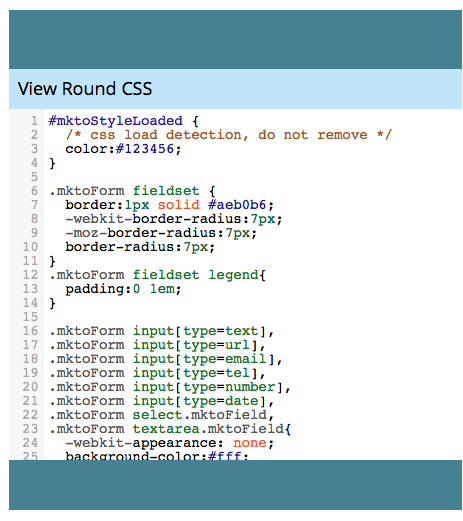 View Round CSS
1 #mktoStyleLoaded {
2   /* css load detection, do not remove */
3   color:#123456;
4 }
5
6 .mktoForm fieldset {
7   border:1px solid #aeb0b6;
8   -webkit-border-radius:7px;
9   -moz-border-radius:7px;
10   border-radius:7px;
11 }
12 .mktoForm fieldset legend{
13   padding:0 1em;
14 }
15
16 .mktoForm input[type=text],
17 .mktoForm input[type=url],
18 .mktoForm input[type=email],
19 .mktoForm input[type=tel],
20 .mktoForm input[type=number],
21 .mktoForm input[type=date],
22 .mktoForm select.mktoField,
23 .mktoForm textarea.mktoField{
24   -webkit-appearance: none;
25   background-color:#fff;